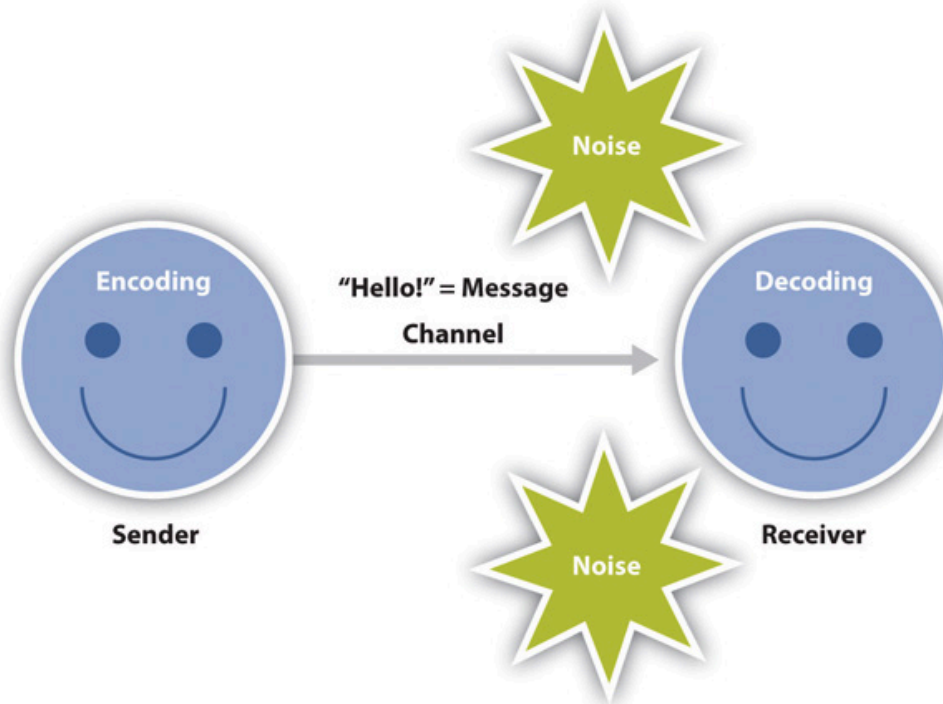 Noise
Encoding
“Hello!” = Message
Channel
Decoding
Sender
Noise
Receiver